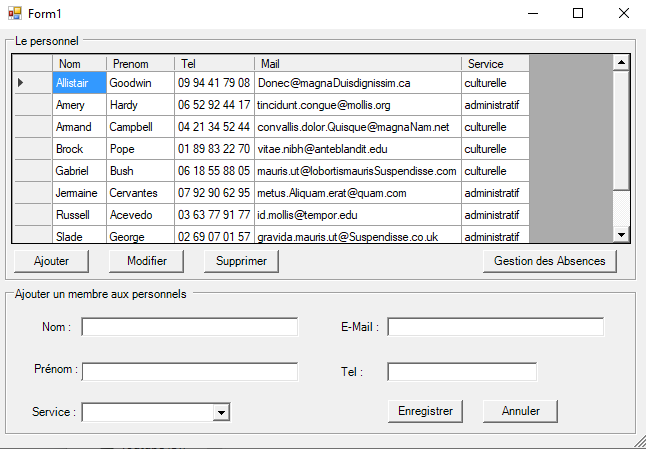 Form1
Le personnel
Nom Prenom Tel Mail Service
Allistair Goodwin 09 94 41 79 08 Donec@magnaDuisdignissim.ca culturelle
Amery Hardy 06 52 92 44 17 tincidunt.congue@mollis.org administratif
Armand Campbell 04 21 34 52 44 convallis.dolor.Quisque@magnaNam.net culturelle
Brock Pope 01 89 83 22 70 vitae.nibh@anteblandit.edu culturelle
Gabriel Bush 06 18 55 88 05 mauris.ut@lobortismaurisSuspendisse.com culturelle
Jermaine Cervantes 07 92 90 62 95 metus.Aliquam.erat@quam.com administratif
Russell Acevedo 03 63 77 91 77 id.mollis@tempor.edu administratif
Slade George 02 69 07 01 57 gravida.mauris.ut@Suspendisse.co.uk administratif
Ajouter Modifier Supprimer Gestion des Absences
Ajouter un membre aux personnels
Nom : E-Mail :
Prénom : Tel :
Service : Enregistrer Annuler